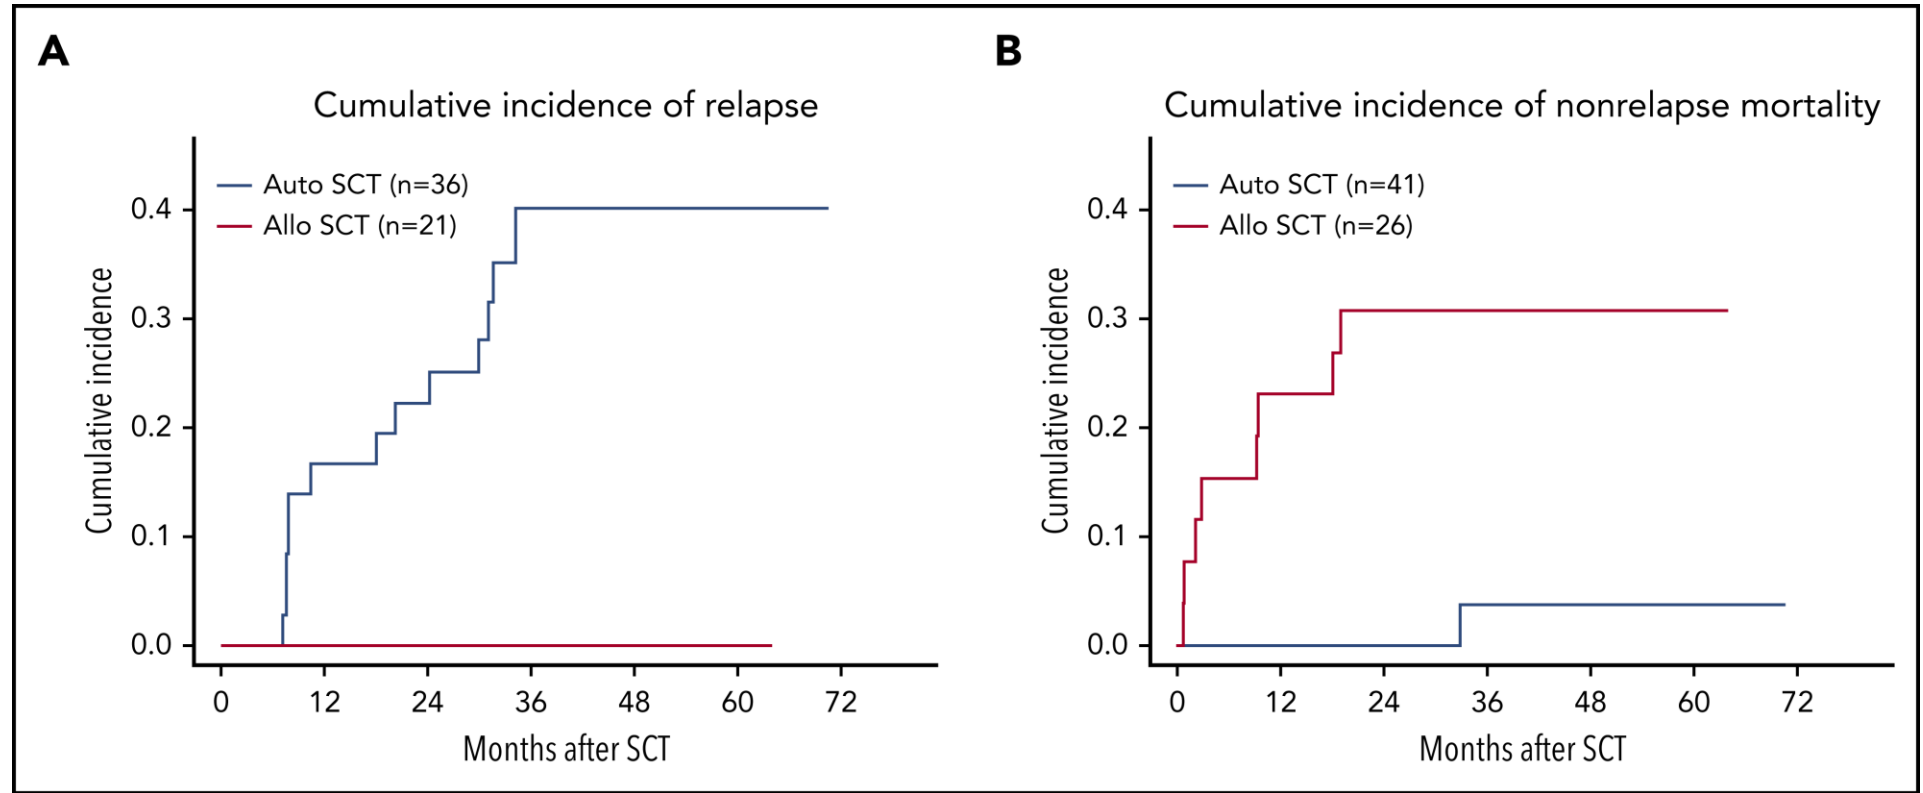 A
Cumulative incidence of relapse
Auto SCT (n=36)
Allo SCT (n=21)
Cumulative incidence
0.4
0.3
0.2
0.1
0.0
0 12 24 36 48 60 72
Months after SCT
B
Cumulative incidence of nonrelapse mortality
Auto SCT (n=41)
Allo SCT (n=26)
Cumulative incidence
0.4
0.3
0.2
0.1
0.0
0 12 24 36 48 60 72
Months after SCT